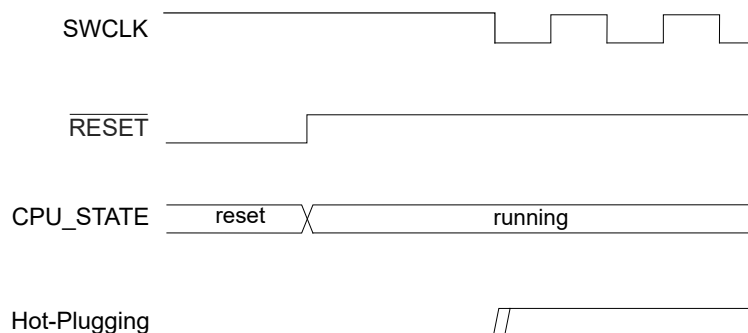 SWCLK
RESET
CPU_STATE reset running
Hot-Plugging